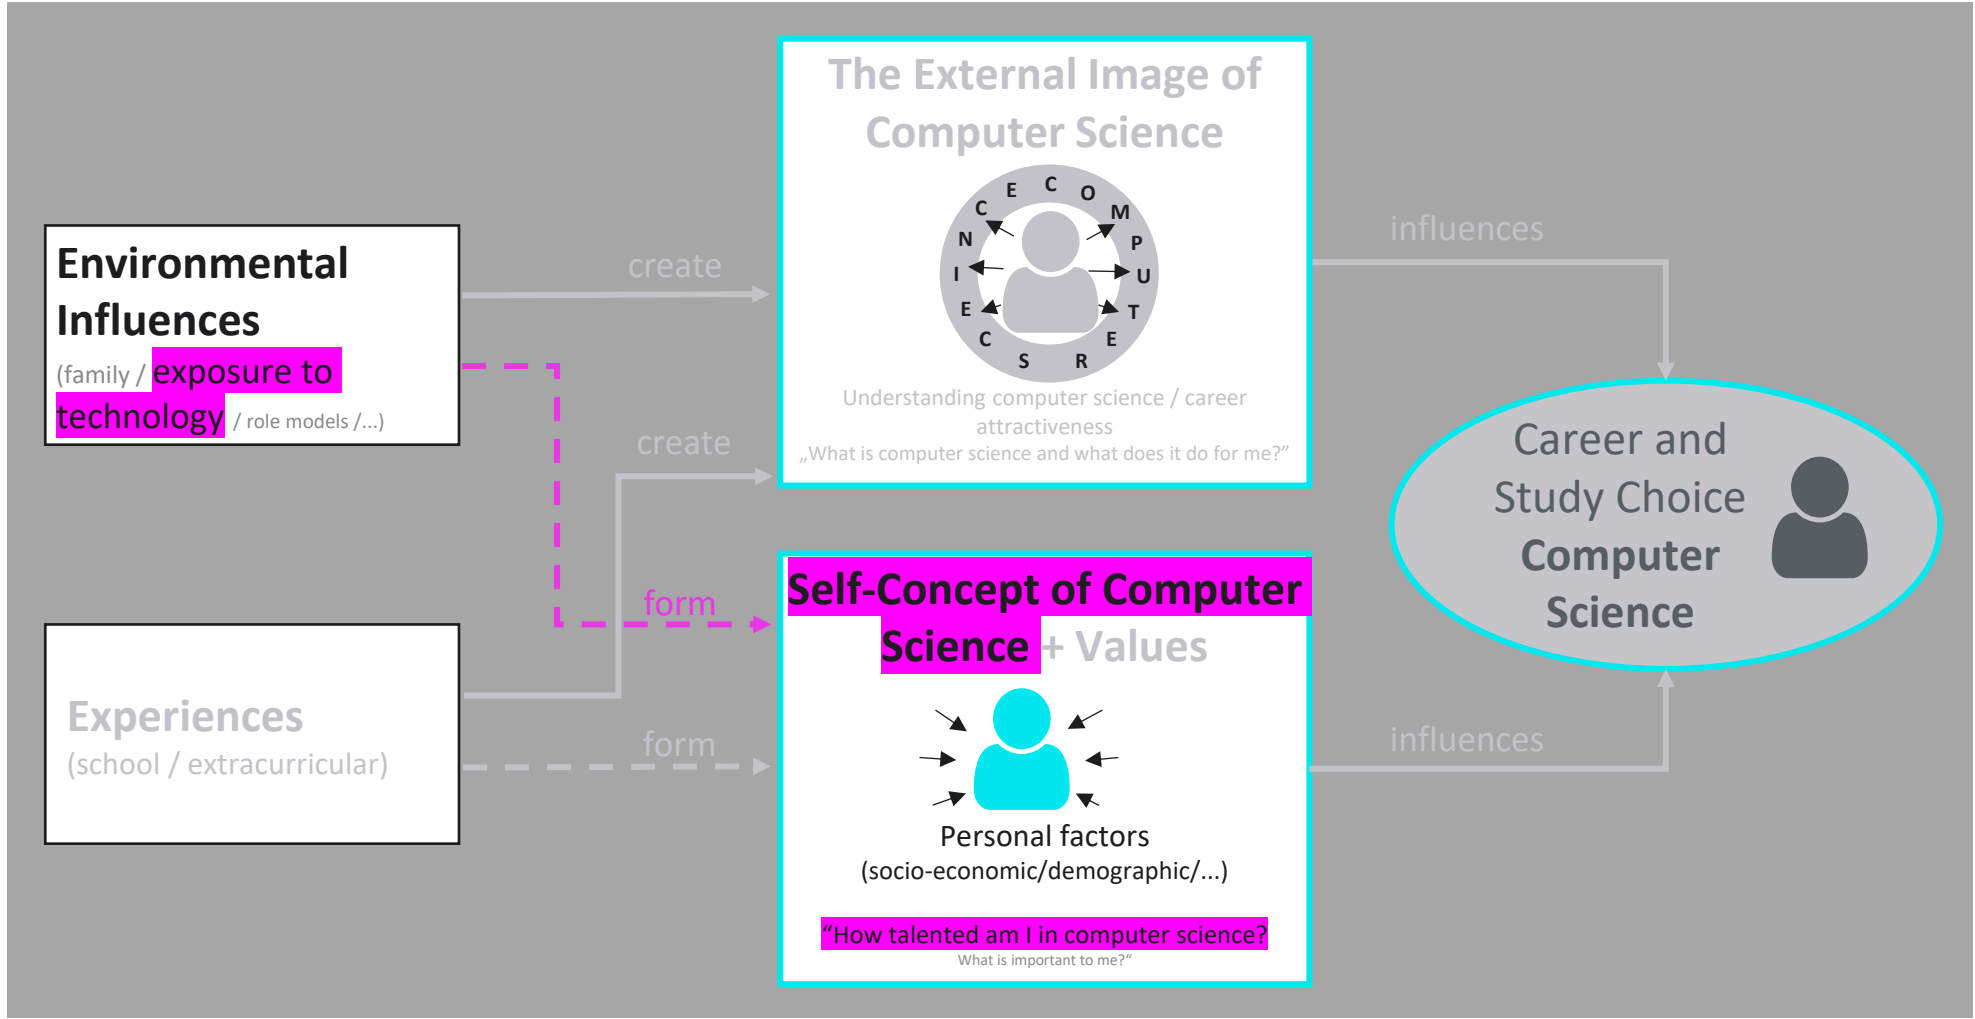 The External Image of
Computer Science
COMPUTER SCIENCE
Understanding computer science / career
attractiveness
„What is computer science and what does it do for me?”
Environmental
Influences
(family / exposure to
technology / role models /...)
create
create
form
form
Experiences
(school / extracurricular)
Self-Concept of Computer
Science + Values
Personal factors
(socio-economic/demographic/...)
“How talented am I in computer science?
What is important to me?“
influences
influences
Career and
Study Choice
Computer
Science